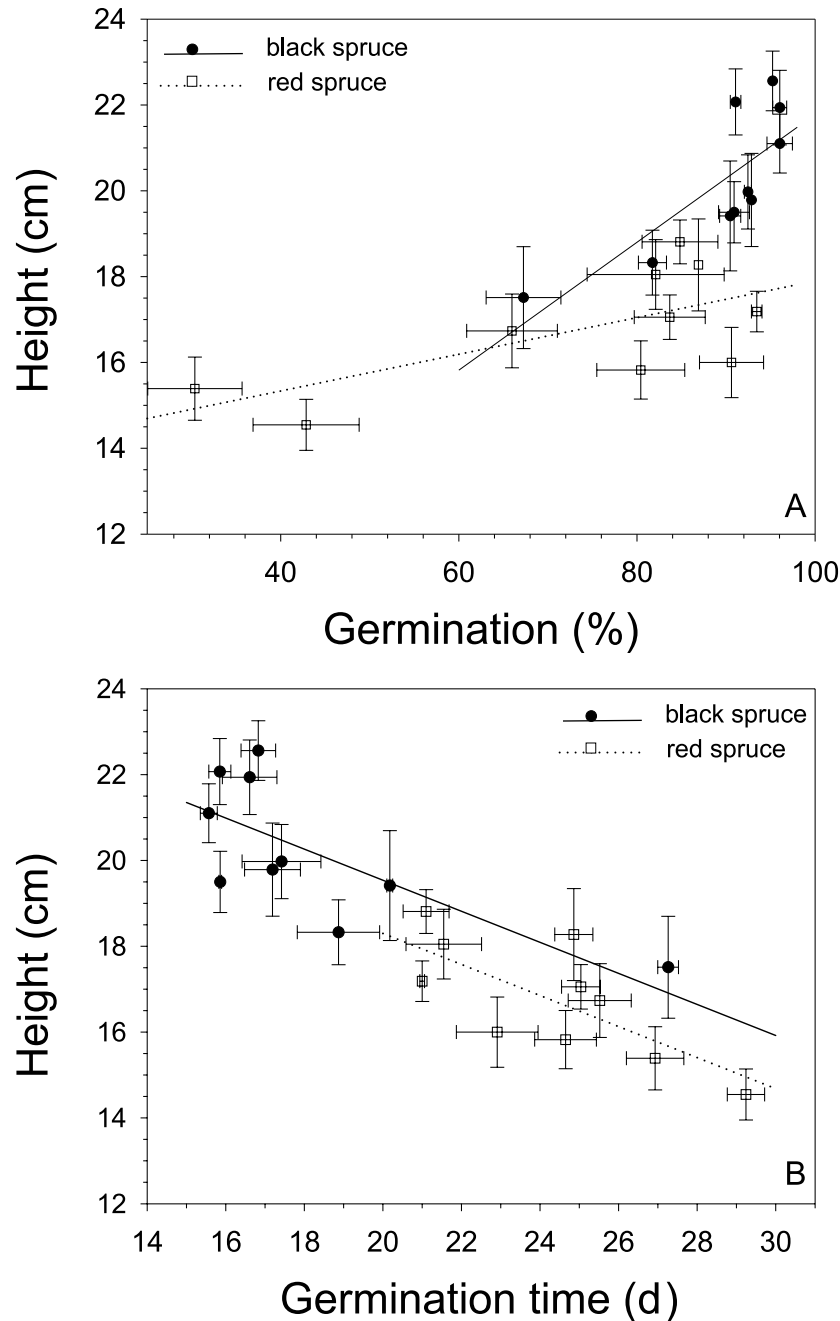 24
22
20
18
16
14
12
Height (cm)
black spruce
red spruce
A
40
60
80
100
Germination (%)
24
22
20
18
16
14
12
Height (cm)
black spruce
red spruce
B
14
16
18
20
22
24
26
28
30
Germination time (d)